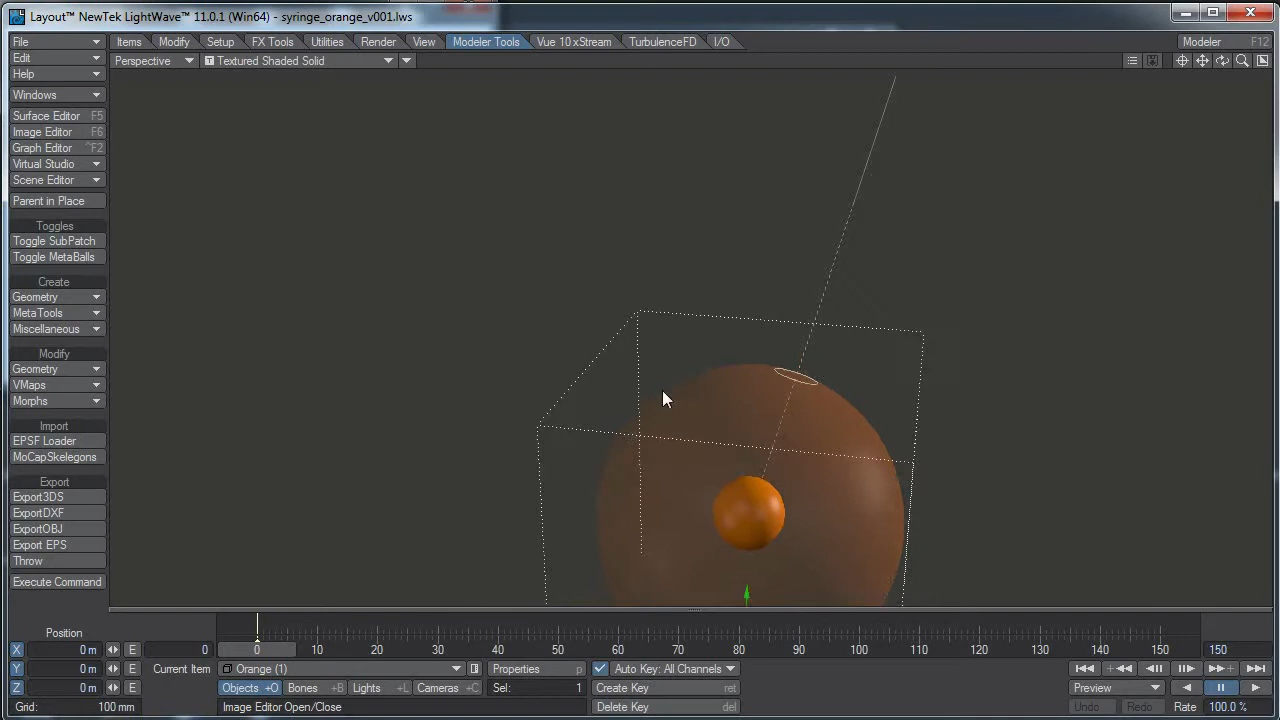 Layout™ NewTek LightWave™ 11.0.1 (Win64) - syringe_orange_v001.lws
File
Items Modify Setup FX Tools Utilities Render View Modeler Tools Vue 10 xStream TurbulenceFD I/O
Modeler F12
Edit
Perspective T Textured Shaded Solid
Help
Windows
Surface Editor F5
Image Editor F6
Graph Editor ^F2
Virtual Studio
Scene Editor
Parent in Place
Toggles
Toggle SubPatch
Toggle MetaBalls
Create
Geometry
MetaTools
Miscellaneous
Modify
Geometry
VMaps
Morphs
Import
EPSF Loader
MoCapSkelegons
Export
Export3DS
ExportDXF
ExportOBJ
Export EPS
Throw
Execute Command
Position
X 0 m E 0 0 10 20 30 40 50 60 70 80 90 100 110 120 130 140 150 150
Y 0 m E Current Item Orange (1) Properties p Auto Key: All Channels
Z 0 m E Objects +O Bones +B Lights +L Cameras +C Sel: 1 Create Key ret Preview
Grid: 100 mm Image Editor Open/Close Delete Key del Undo Redo Rate 100.0 %